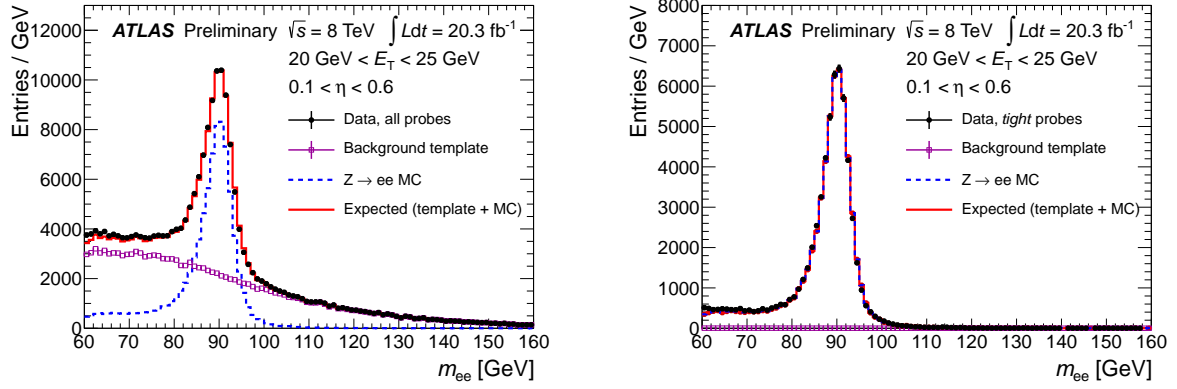 ATLAS Preliminary √s = 8 TeV ∫ Ldt = 20.3 fb⁻¹
20 GeV < E_T < 25 GeV
0.1 < η < 0.6
Data, all probes
Background template
Z → ee MC
Expected (template + MC)
Entries / GeV
12000
10000
8000
6000
4000
2000
0
60 70 80 90 100 110 120 130 140 150 160
m_ee [GeV]
ATLAS Preliminary √s = 8 TeV ∫ Ldt = 20.3 fb⁻¹
20 GeV < E_T < 25 GeV
0.1 < η < 0.6
Data, tight probes
Background template
Z → ee MC
Expected (template + MC)
Entries / GeV
8000
7000
6000
5000
4000
3000
2000
1000
0
60 70 80 90 100 110 120 130 140 150 160
m_ee [GeV]